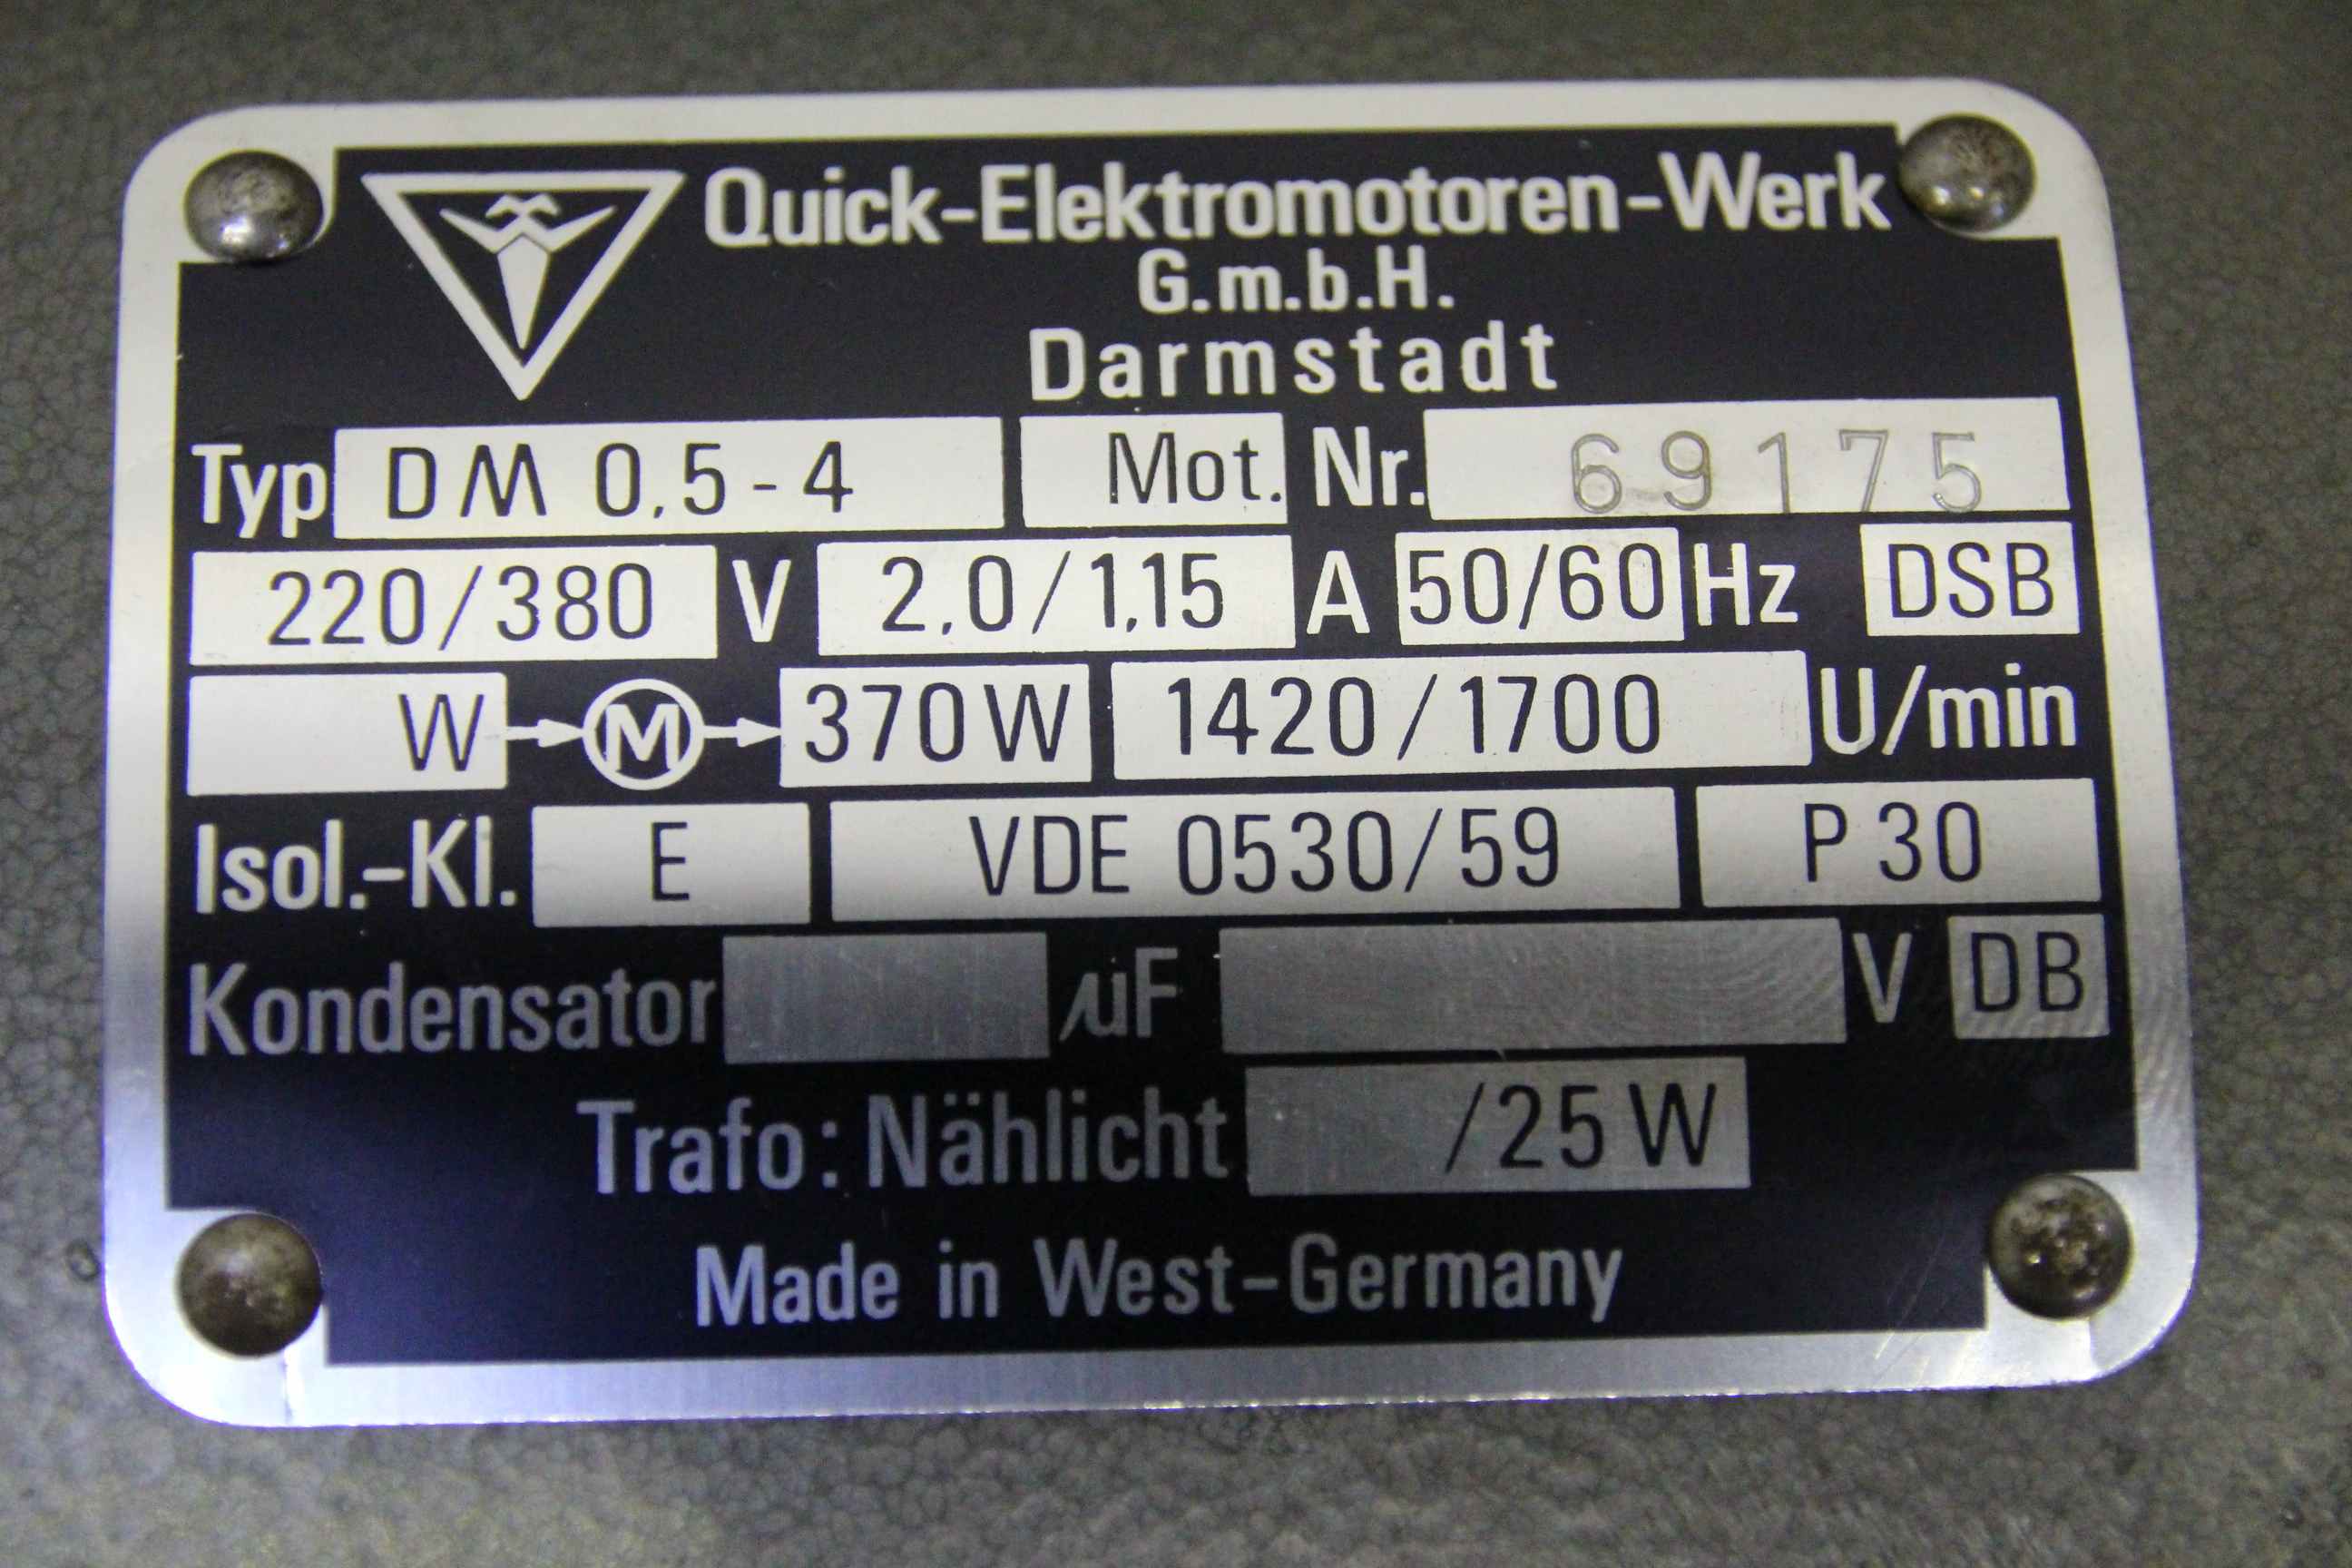 Quick-Elektromotoren-Werk
G.m.b.H.
Darmstadt
Typ DM 0,5-4 Mot. Nr. 69175
220/380 V 2,0/1,15 A 50/60 Hz DSB
W M 370W 1420/1700 U/min
Isol.-Kl. E VDE 0530/59 P 30
Kondensator µF V DB
Trafo: Nählicht /25 W
Made in West-Germany